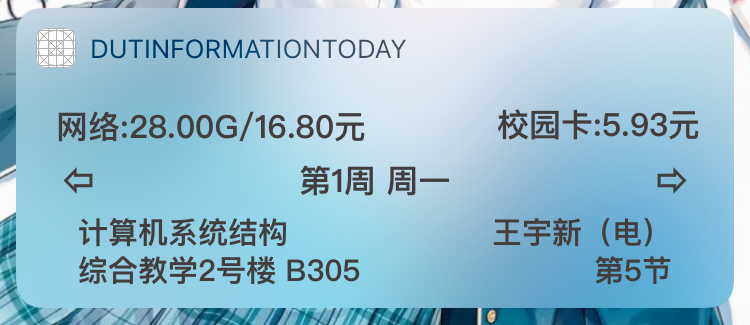 DUTINFORMATIONTODAY
网络:28.00G/16.80元 校园卡:5.93元
⇦ 第1周 周一 ⇨
计算机系统结构 王宇新（电）
综合教学2号楼 B305 第5节